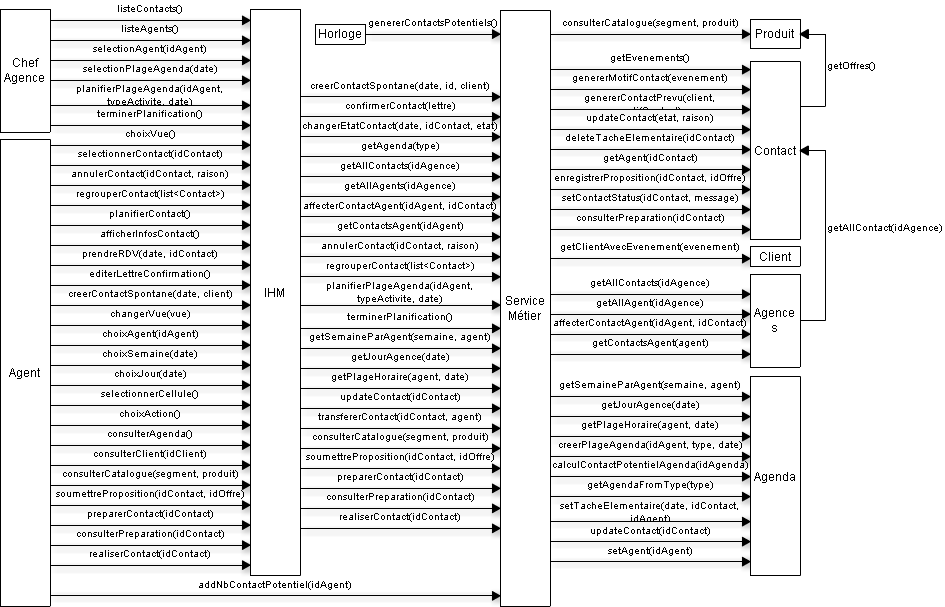 Chef
Agence
listeContacts()
listeAgents()
selectionAgent(idAgent)
selectionPlageAgenda(date)
planifierPlageAgenda(idAgent,
typeActivite, date)
terminerPlanification()
Agent
choixVue()
selectionnerContact(idContact)
annulerContact(idContact, raison)
regrouperContact(list<Contact>)
planifierContact()
afficherInfosContact()
prendreRDV(date, idContact)
editerLettreConfirmation()
creerContactSpontane(date, client)
changerVue(vue)
choixAgent(idAgent)
choixSemaine(date)
choixJour(date)
selectionnerCellule()
choixAction()
consulterAgenda()
consulterClient(idClient)
consulterCatalogue(segment, produit)
soumettreProposition(idContact, idOffre)
preparerContact(idContact)
consulterPreparation(idContact)
realiserContact(idContact)
addNbContactPotentiel(idAgent)
IHM
Horloge
genererContactsPotentiels()
creerContactSpontane(date, id, client)
confirmerContact(lettre)
changerEtatContact(date, idContact, etat)
getAgenda(type)
getAllContacts(idAgence)
getAllAgents(idAgence)
affecterContactAgent(idAgent, idContact)
getContactsAgent(idAgent)
annulerContact(idContact, raison)
regrouperContact(list<Contact>)
planifierPlageAgenda(idAgent,
typeActivite, date)
terminerPlanification()
getSemaineParAgent(semaine, agent)
getJourAgence(date)
getPlageHoraire(agent, date)
updateContact(idContact)
transfererContact(idContact, agent)
consulterCatalogue(segment, produit)
soumettreProposition(idContact, idOffre)
preparerContact(idContact)
consulterPreparation(idContact)
realiserContact(idContact)
Service
Métier
consulterCatalogue(segment, produit)
Produit
getOffres()
getEvenements()
genererMotifContact(evenement)
genererContactPrevu(client,
updateContact(etat, raison)
deleteTacheElementaire(idContact)
getAgent(idContact)
enregistrerProposition(idContact, idOffre)
setContactStatus(idContact, message)
consulterPreparation(idContact)
Contact
getAllContact(idAgence)
getClientAvecEvenement(evenement)
Client
getAllContacts(idAgence)
getAllAgent(idAgence)
affecterContactAgent(idAgent, idContact)
getContactsAgent(agent)
Agence
s
getSemaineParAgent(semaine, agent)
getJourAgence(date)
getPlageHoraire(agent, date)
creerPlageAgenda(idAgent, type, date)
calculContactPotentielAgenda(idAgenda)
getAgendaFromType(type)
setTacheElementaire(date, idContact,
idAgent)
updateContact(idContact)
setAgent(idAgent)
Agenda